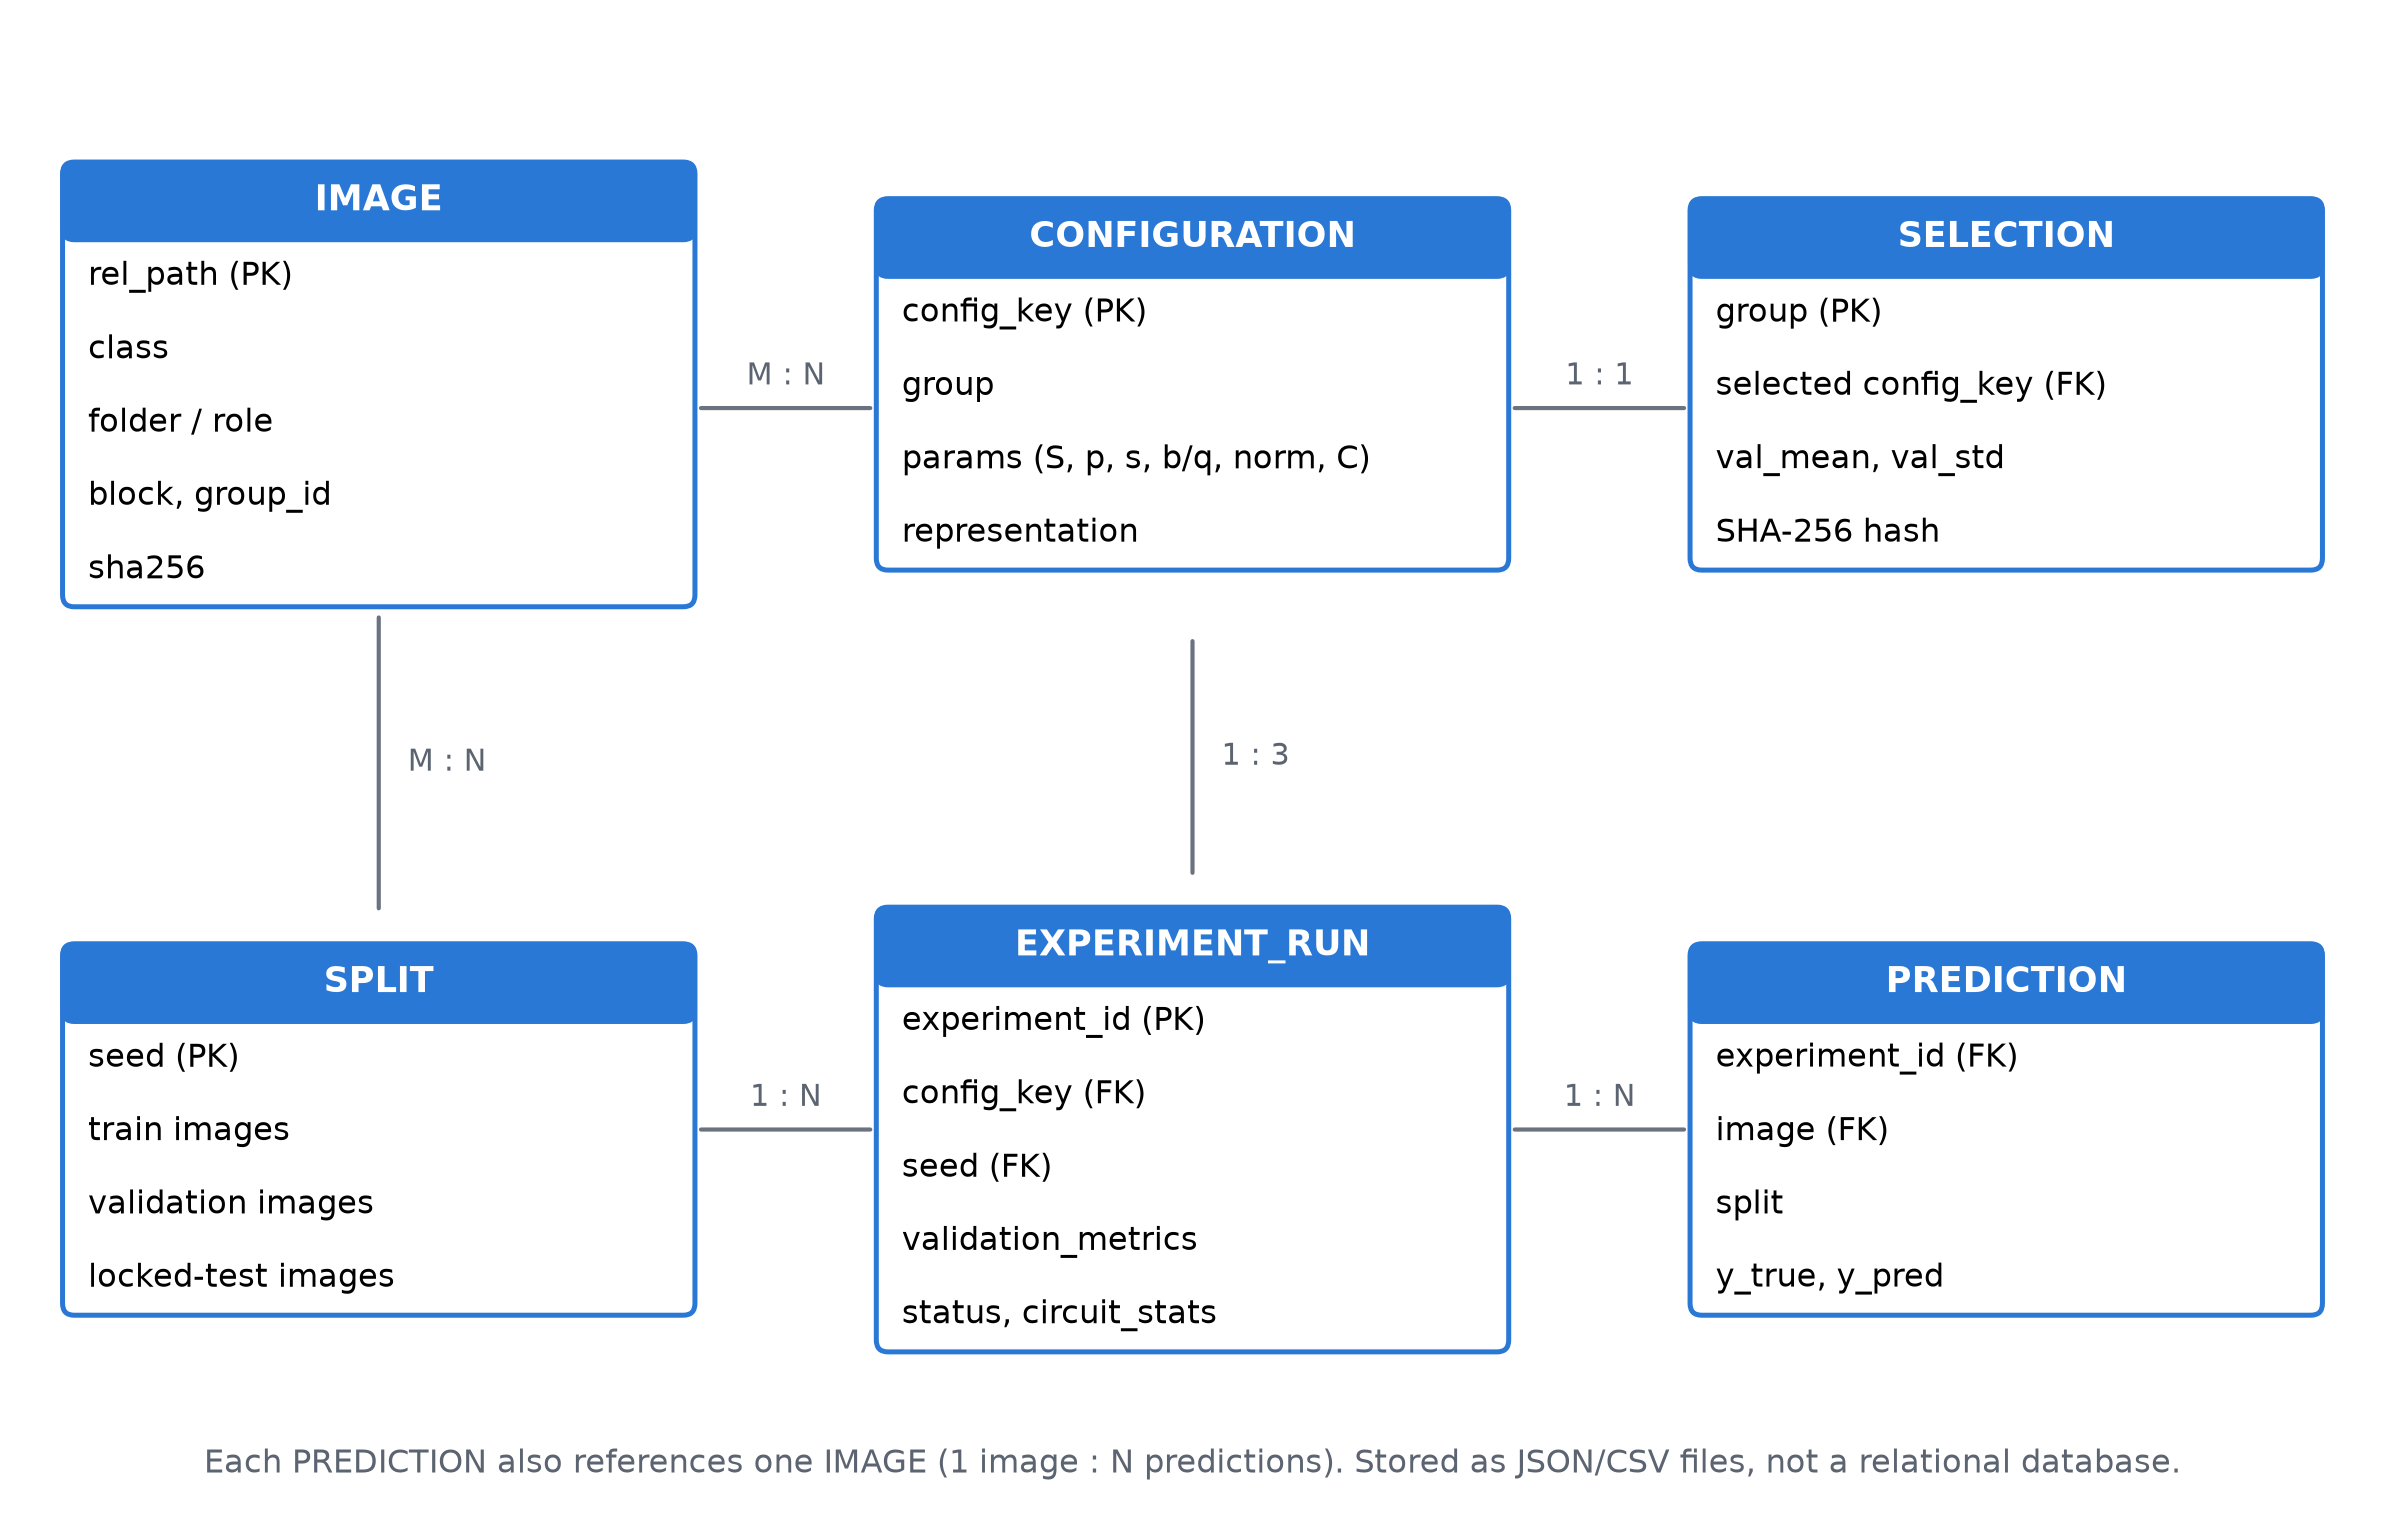 IMAGE
rel_path (PK)
class
folder / role
block, group_id
sha256
M : N
CONFIGURATION
config_key (PK)
group
params (S, p, s, b/q, norm, C)
representation
1 : 1
SELECTION
group (PK)
selected config_key (FK)
val_mean, val_std
SHA-256 hash
M : N
1 : 3
SPLIT
seed (PK)
train images
validation images
locked-test images
1 : N
EXPERIMENT_RUN
experiment_id (PK)
config_key (FK)
seed (FK)
validation_metrics
status, circuit_stats
1 : N
PREDICTION
experiment_id (FK)
image (FK)
split
y_true, y_pred
Each PREDICTION also references one IMAGE (1 image : N predictions). Stored as JSON/CSV files, not a relational database.